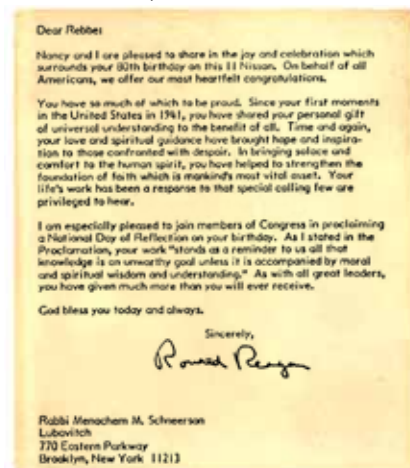 Dear Rebbe:
Nancy and I are pleased to share in the joy and celebration which
surrounds your 80th birthday on this 11 Nissan. On behalf of all
Americans, we offer our most heartfelt congratulations.
You have so much of which to be proud. Since your first moments
in the United States in 1941, you have shared your personal gift
of universal understanding to the benefit of all. Time and again,
your love and spiritual guidance have brought hope and inspira-
tion to those confronted with despair. In bringing solace and
comfort to the human spirit, you have helped to strengthen the
foundation of faith which is mankind's most vital asset. Your
life's work has been a response to that special calling few are
privileged to hear.
I am especially pleased to join members of Congress in proclaiming
a National Day of Reflection on your birthday. As I stated in the
Proclamation, your work "stands as a reminder to us all that
knowledge is an unworthy goal unless it is accompanied by moral
and spiritual wisdom and understanding." As with all great leaders,
you have given much more than you will ever receive.
God bless you today and always.
Sincerely,
Ronald Reagan
Rabbi Menachem M. Schneerson
Lubavitch
770 Eastern Parkway
Brooklyn, New York 11213